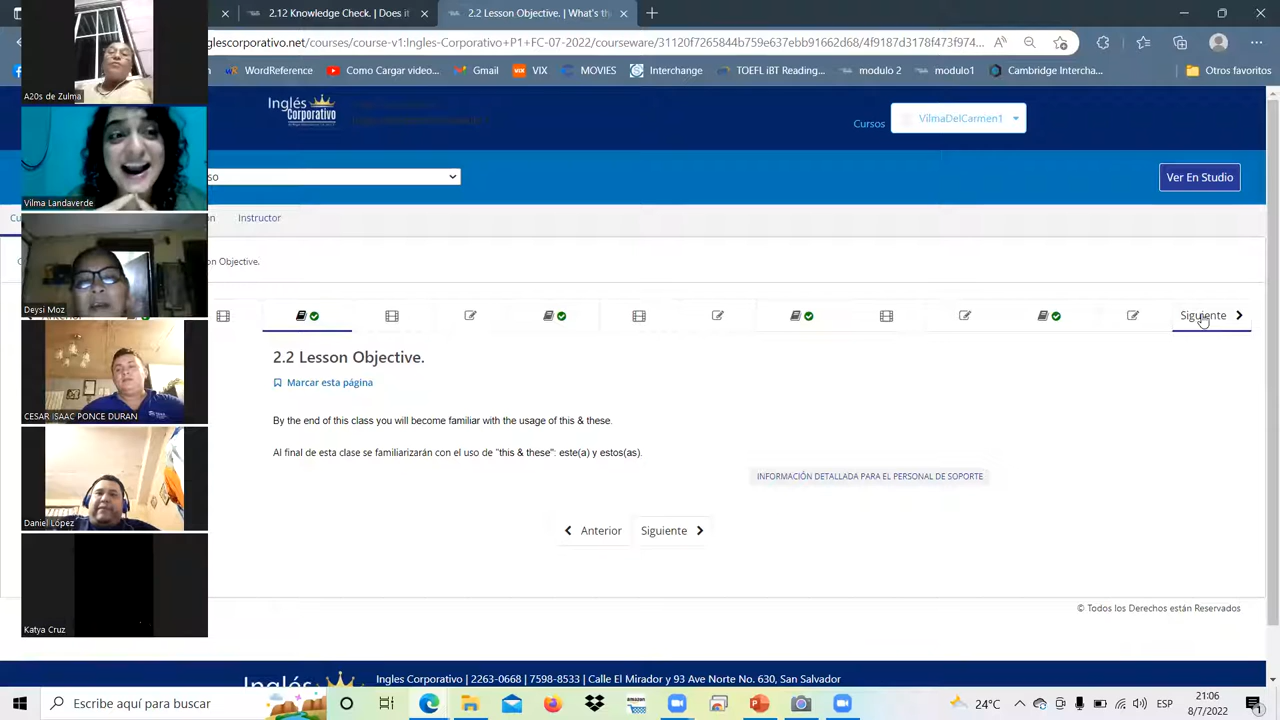 2.12 Knowledge Check. | Does it
2.2 Lesson Objective. | What's th
glescorporativo.net/courses/course-v1:Ingles-Corporativo+P1+FC-07-2022/courseware/31120f7265844b759e637ebb91662d68/4f9187d3178f473f974...
WordReference
Como Cargar video...
Gmail
VIX
MOVIES
Interchange
TOEFL iBT Reading...
modulo 2
modulo1
Cambridge Intercha...
Otros favoritos
A20s de Zulma
Inglés
Corporativo
Cursos
VilmaDelCarmen1
so
Ver En Studio
Vilma Landaverde
Instructor
on Objective.
Deysi Moz
Siguiente
2.2 Lesson Objective.
Marcar esta página
CESAR ISAAC PONCE DURAN
By the end of this class you will become familiar with the usage of this & these.
Al final de esta clase se familiarizarán con el uso de "this & these": este(a) y estos(as).
INFORMACIÓN DETALLADA PARA EL PERSONAL DE SOPORTE
Daniel López
Anterior
Siguiente
© Todos los Derechos están Reservados
Katya Cruz
Inglés
Ingles Corporativo | 2263-0668 | 7598-8533 | Calle El Mirador y 93 Ave Norte No. 630, San Salvador
Escribe aquí para buscar
24°C
ESP
21:06
8/7/2022
1